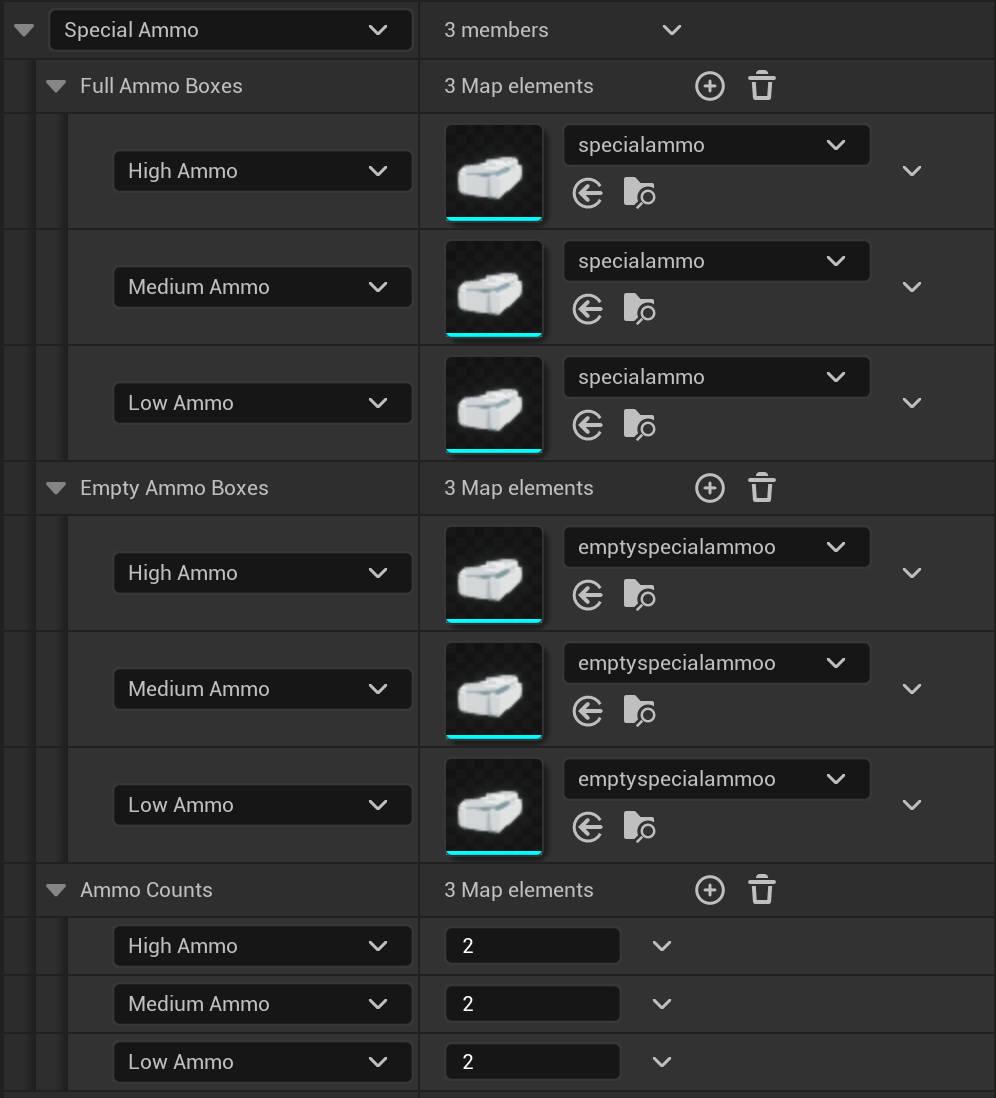 Special Ammo 3 members
Full Ammo Boxes 3 Map elements
specialammo
High Ammo
specialammo
Medium Ammo
specialammo
Low Ammo
Empty Ammo Boxes 3 Map elements
emptyspecialammoo
High Ammo
emptyspecialammoo
Medium Ammo
emptyspecialammoo
Low Ammo
Ammo Counts 3 Map elements
High Ammo 2
Medium Ammo 2
Low Ammo 2